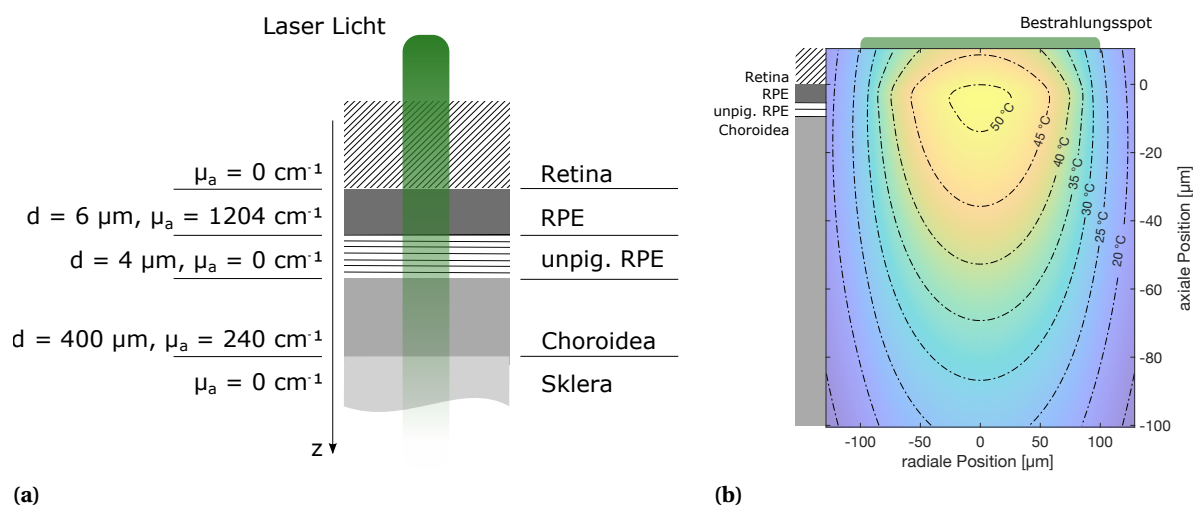 Laser Licht
μₐ = 0 cm⁻¹
Retina
d = 6 μm, μₐ = 1204 cm⁻¹
RPE
d = 4 μm, μₐ = 0 cm⁻¹
unpig. RPE
d = 400 μm, μₐ = 240 cm⁻¹
Choroidea
μₐ = 0 cm⁻¹
Sklera
z
(a)
Bestrahlungsspot
Retina
RPE
unpig. RPE
Choroidea
50 °C
45 °C
40 °C
35 °C
30 °C
25 °C
20 °C
0
-20
-40
-60
-80
-100
axiale Position [μm]
-100 -50 0 50 100
radiale Position [μm]
(b)